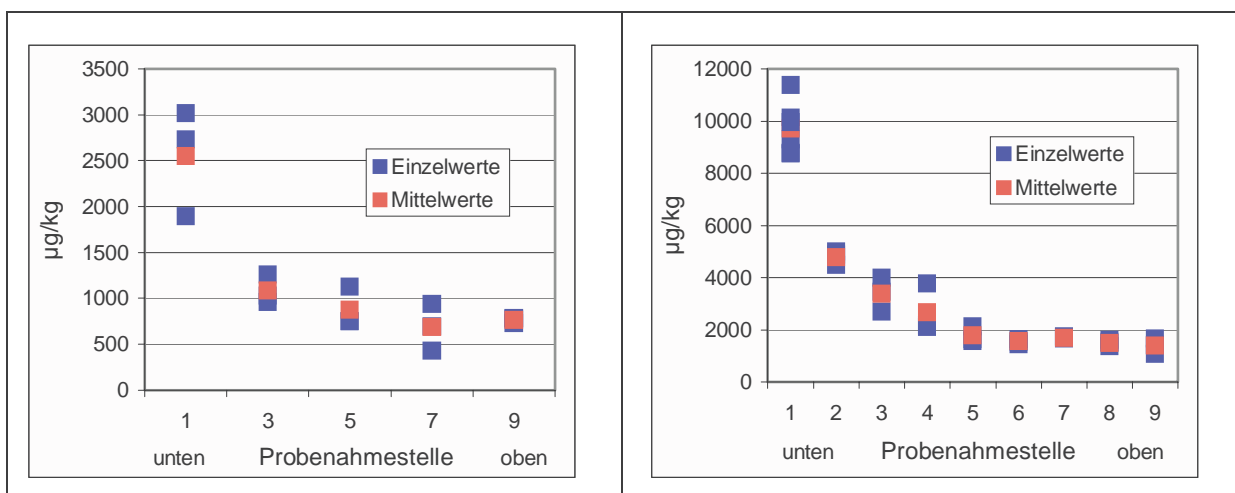 3500
3000
2500
2000
1500
1000
500
0
µg/kg
Einzelwerte
Mittelwerte
1 3 5 7 9
unten Probenahmestelle oben
12000
10000
8000
6000
4000
2000
0
µg/kg
Einzelwerte
Mittelwerte
1 2 3 4 5 6 7 8 9
unten Probenahmestelle oben